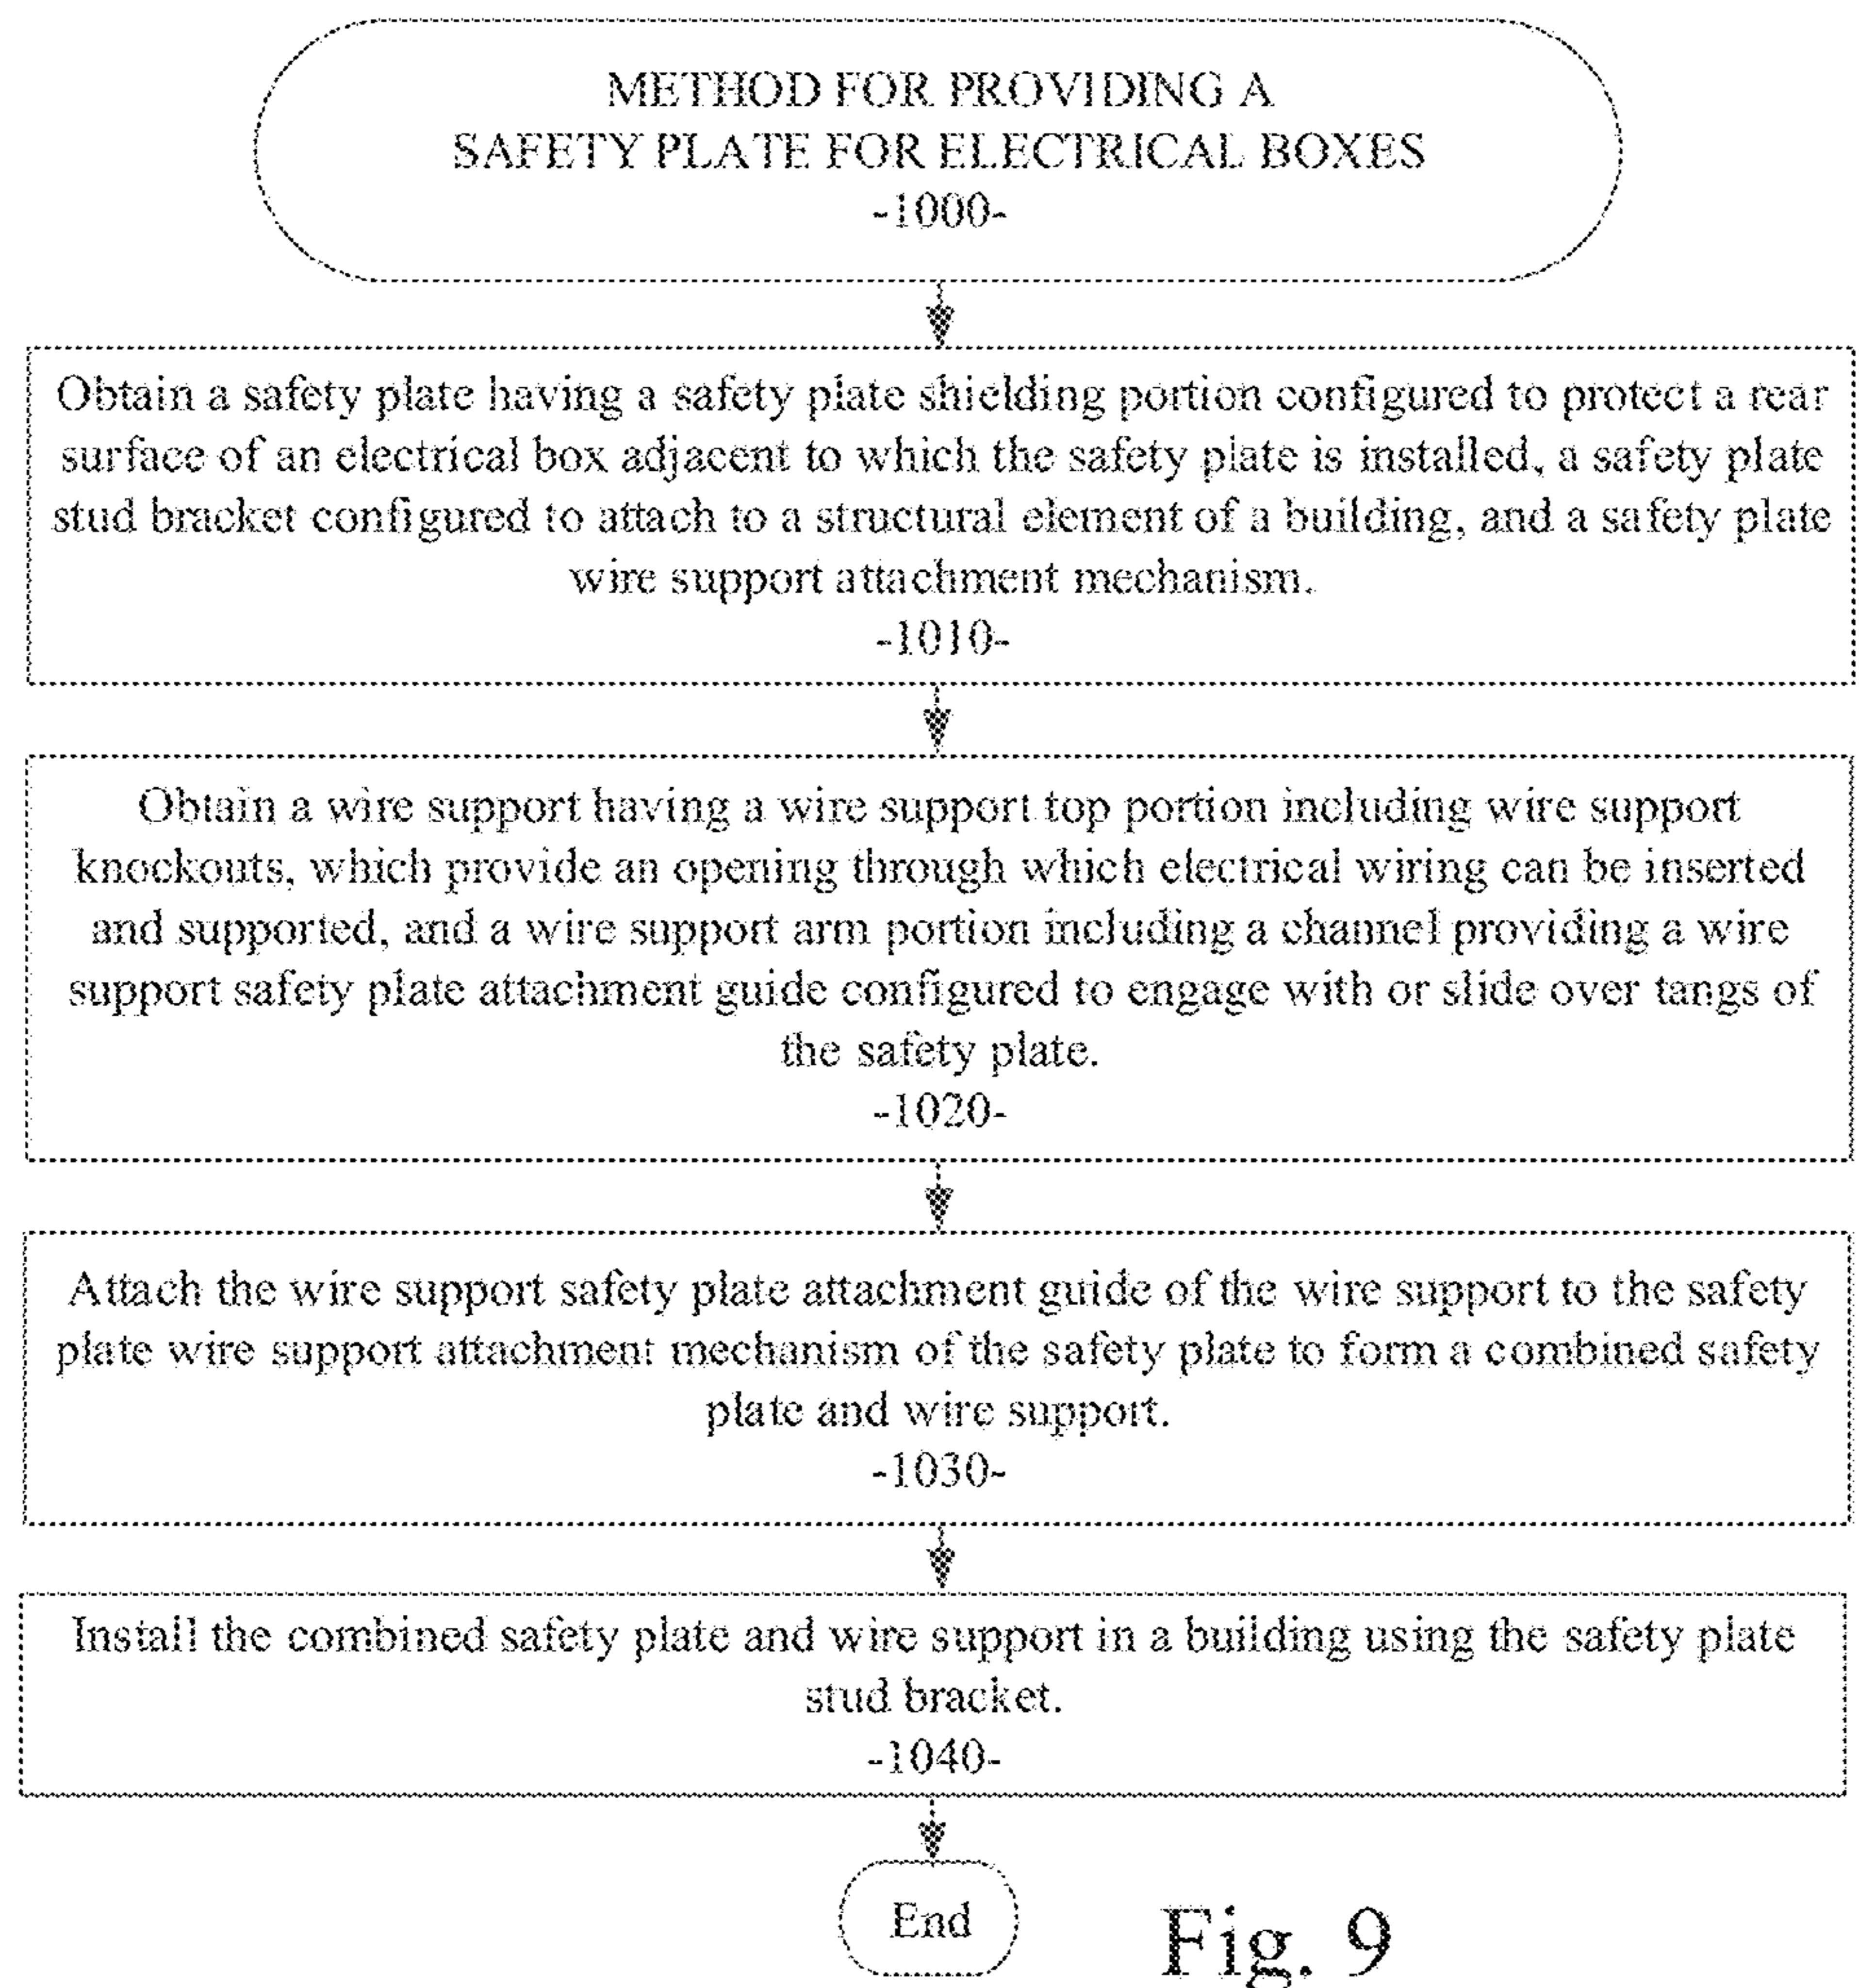 METHOD FOR PROVIDING A
SAFETY PLATE FOR ELECTRICAL BOXES
-1000-
Obtain a safety plate having a safety plate shielding portion configured to protect a rear
surface of an electrical box adjacent to which the safety plate is installed, a safety plate
stud bracket configured to attach to a structural element of a building, and a safety plate
wire support attachment mechanism.
-1010-
Obtain a wire support having a wire support top portion including wire support
knockouts, which provide an opening through which electrical wiring can be inserted
and supported, and a wire support arm portion including a channel providing a wire
support safety plate attachment guide configured to engage with or slide over tangs of
the safety plate.
-1020-
Attach the wire support safety plate attachment guide of the wire support to the safety
plate wire support attachment mechanism of the safety plate to form a combined safety
plate and wire support.
-1030-
Install the combined safety plate and wire support in a building using the safety plate
stud bracket.
-1040-
End
Fig. 9